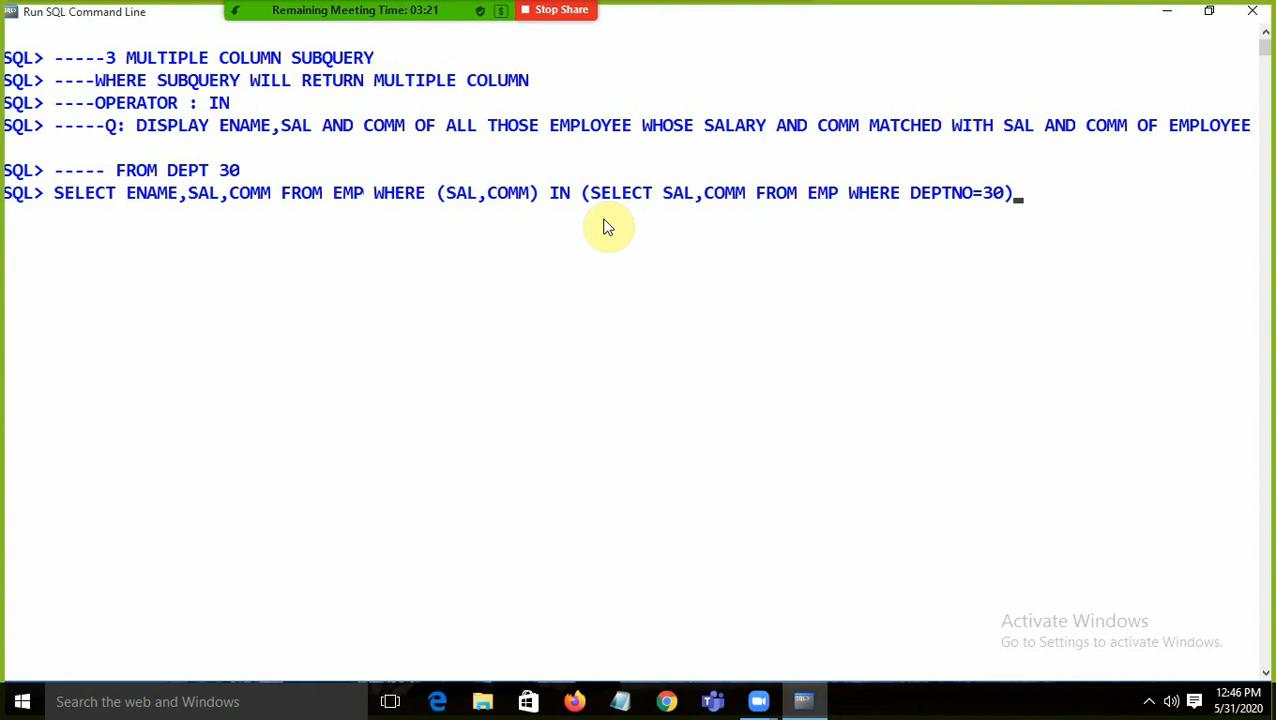 Run SQL Command Line
Remaining Meeting Time: 03:21
Stop Share
SQL> -----3 MULTIPLE COLUMN SUBQUERY
SQL> ----WHERE SUBQUERY WILL RETURN MULTIPLE COLUMN
SQL> ----OPERATOR : IN
SQL> -----Q: DISPLAY ENAME,SAL AND COMM OF ALL THOSE EMPLOYEE WHOSE SALARY AND COMM MATCHED WITH SAL AND COMM OF EMPLOYEE
SQL> ----- FROM DEPT 30
SQL> SELECT ENAME,SAL,COMM FROM EMP WHERE (SAL,COMM) IN (SELECT SAL,COMM FROM EMP WHERE DEPTNO=30)_
Activate Windows
Go to Settings to activate Windows.
Search the web and Windows
12:46 PM
5/31/2020